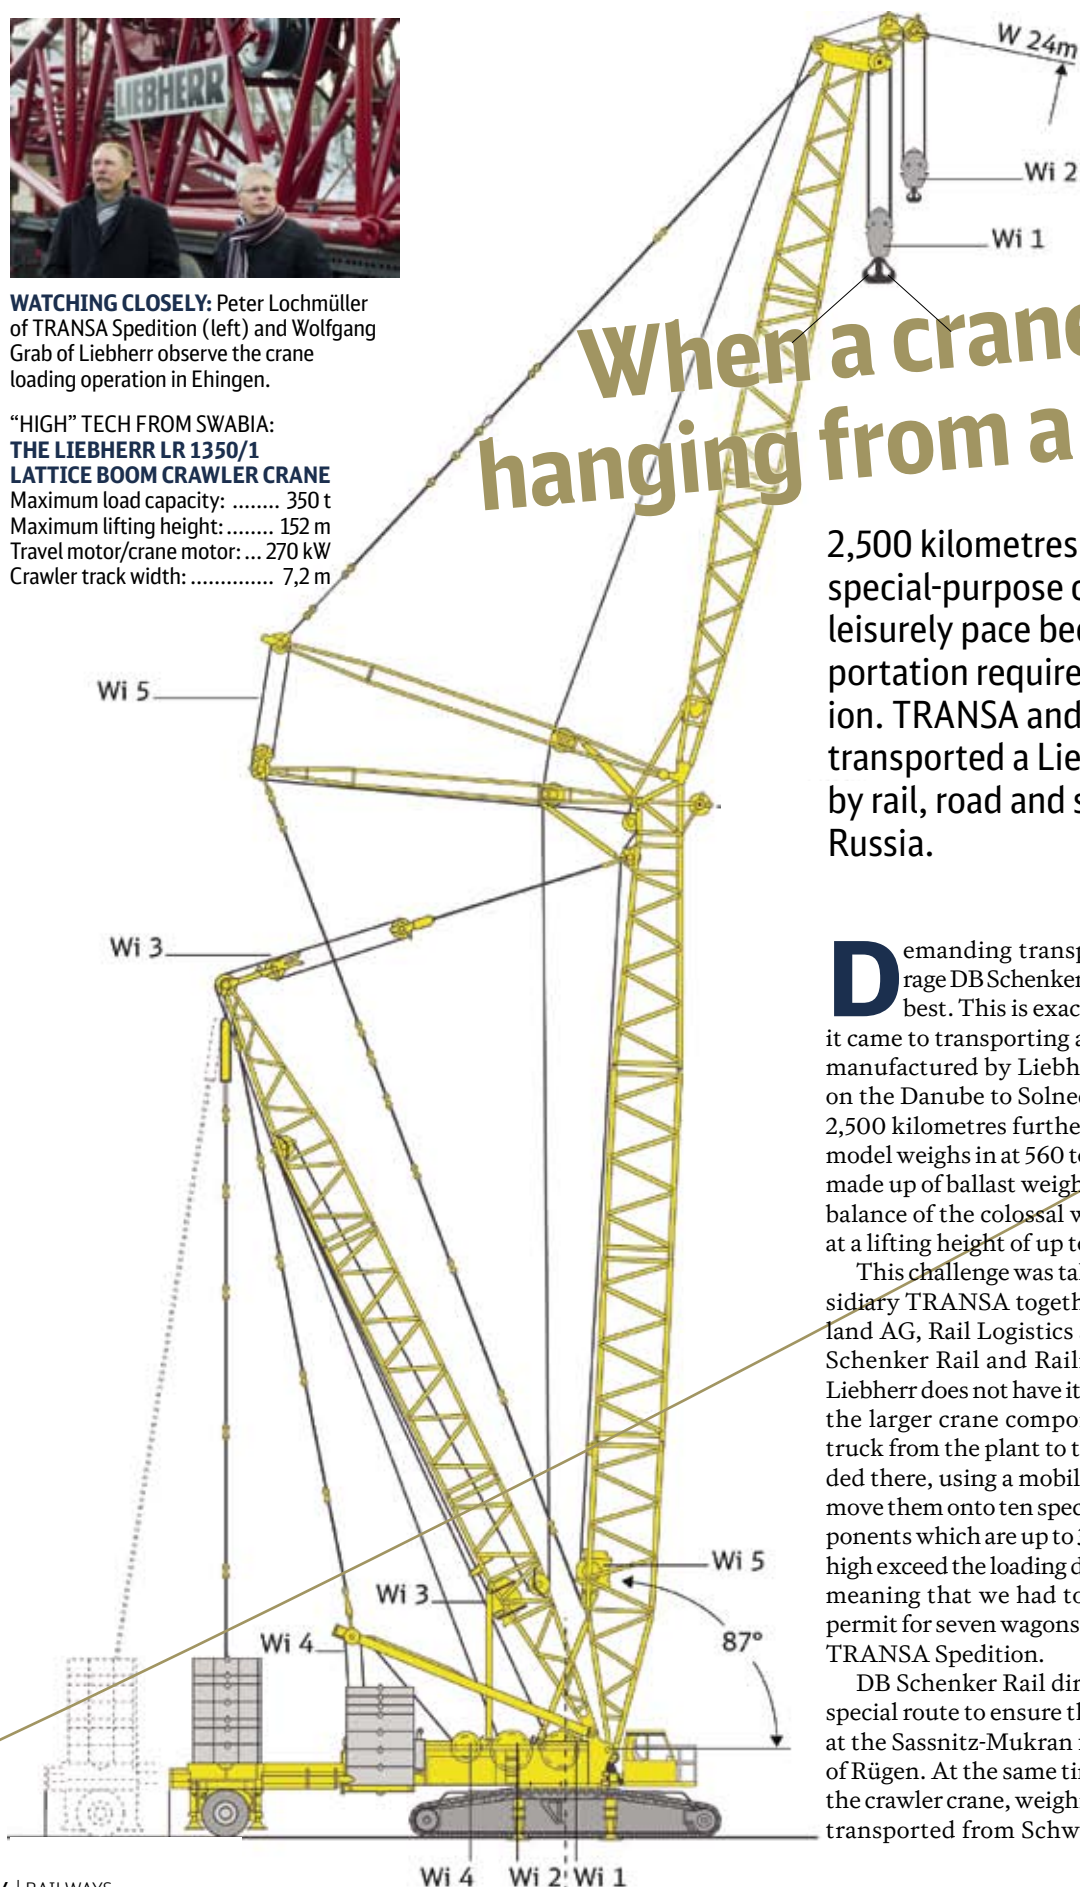 LIEBHERR
WATCHING CLOSELY: Peter Lochmüller
of TRANSA Spedition (left) and Wolfgang
Grab of Liebherr observe the crane
loading operation in Ehingen.
“HIGH” TECH FROM SWABIA:
THE LIEBHERR LR 1350/1
LATTICE BOOM CRAWLER CRANE
Maximum load capacity: ........ 350 t
Maximum lifting height: ........ 152 m
Travel motor/crane motor: ... 270 kW
Crawler track width: .............. 7,2 m
W 24m
Wi 2
Wi 1
Wi 5
Wi 3
Wi 5
Wi 3
Wi 4
87°
Wi 4
Wi 2
Wi 1
When a crane
hanging from a
2,500 kilometres
special-purpose
leisurely pace
portation require
ion. TRANSA and
transported a Lie
by rail, road and
Russia.
Demanding transp
rage DB Schenker
best. This is exac
it came to transporting a
manufactured by Liebh
on the Danube to Solne
2,500 kilometres furthe
model weighs in at 560 t
made up of ballast weigh
balance of the colossal
at a lifting height of up t
This challenge was ta
sidiary TRANSA togeth
land AG, Rail Logistics
Schenker Rail and Rail
Liebherr does not have it
the larger crane compo
truck from the plant to t
ded there, using a mobil
move them onto ten spec
ponents which are up to
high exceed the loading d
meaning that we had to
permit for seven wagons
TRANSA Spedition.
DB Schenker Rail dir
special route to ensure th
at the Sassnitz-Mukran
of Rügen. At the same ti
the crawler crane, weigh
transported from Schw
| RAILWAYS